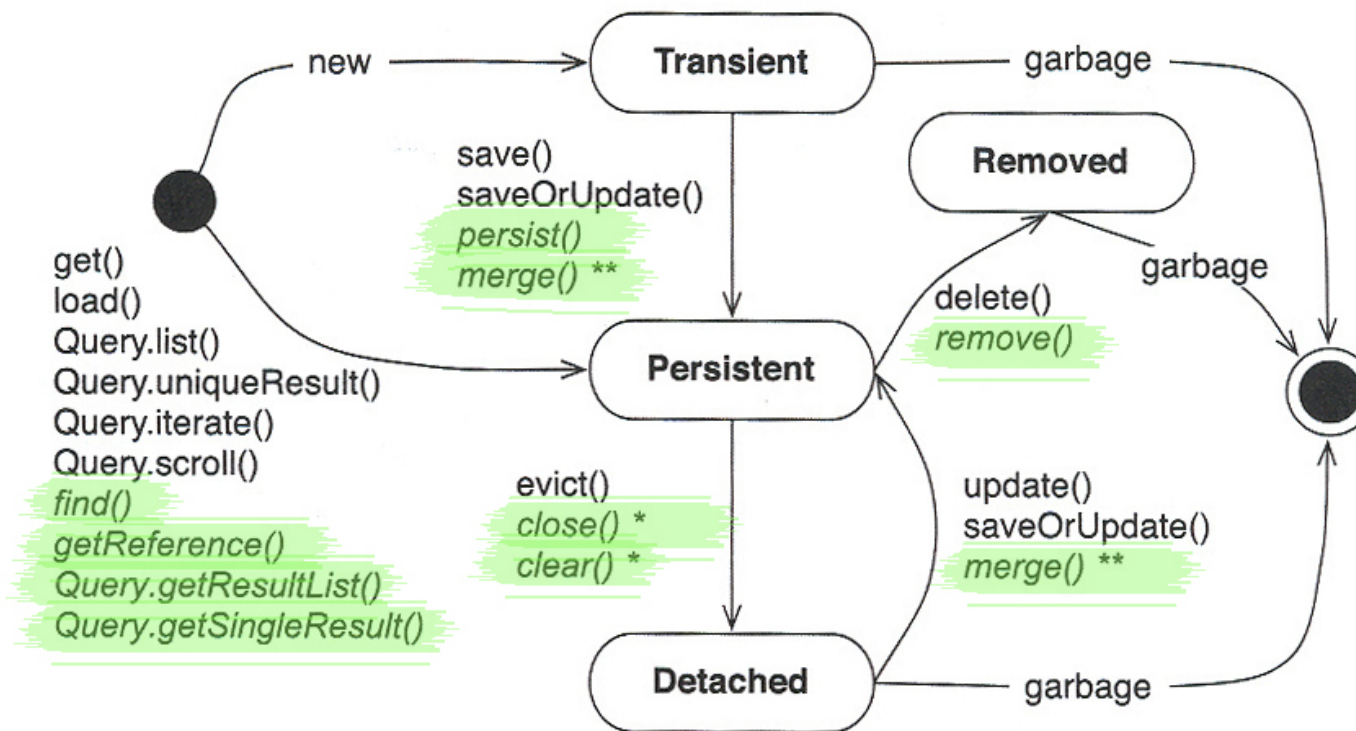 new
Transient
garbage
save()
saveOrUpdate()
persist()
merge() **
Removed
get()
load()
Query.list()
Query.uniqueResult()
Query.iterate()
Query.scroll()
find()
getReference()
Query.getResultList()
Query.getSingleResult()
garbage
delete()
remove()
Persistent
evict()
close() *
clear() *
update()
saveOrUpdate()
merge() **
Detached
garbage